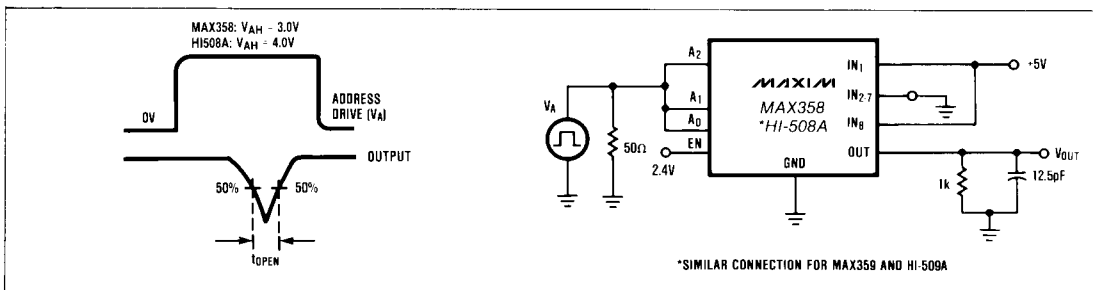 MAX358: VAH = 3.0V
HI508A: VAH = 4.0V
0V
ADDRESS
DRIVE (VA)
OUTPUT
50%
50%
tOPEN
VA
50Ω
2.4V
A2
A1
A0
EN
MAXIM
MAX358
*HI-508A
GND
IN1
IN2-7
IN8
OUT
+5V
VOUT
1k
12.5pF
*SIMILAR CONNECTION FOR MAX359 AND HI-509A